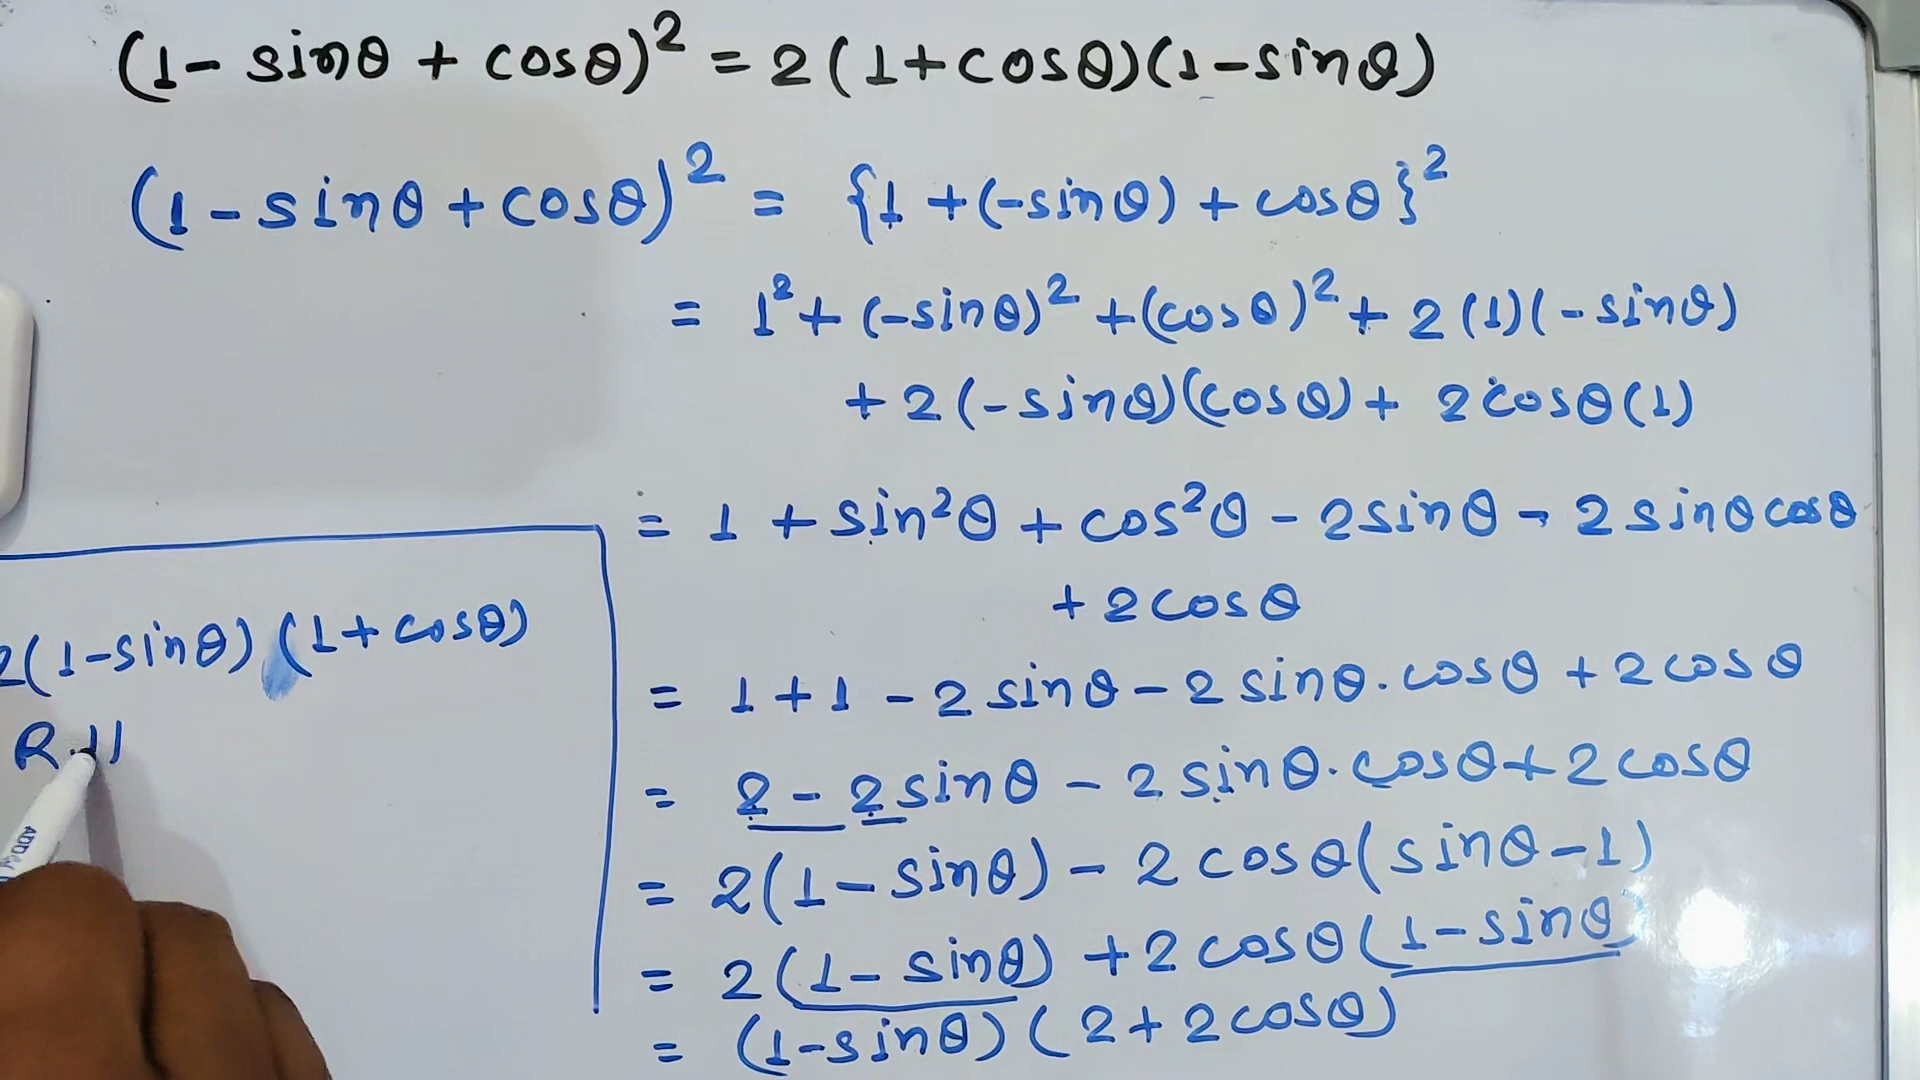 (1 - sinθ + cosθ)² = 2(1 + cosθ)(1 - sinθ)
(1 - sinθ + cosθ)² = {1 + (-sinθ) + cosθ}²
= 1² + (-sinθ)² + (cosθ)² + 2(1)(-sinθ)
+ 2(-sinθ)(cosθ) + 2cosθ(1)
= 1 + sin²θ + cos²θ - 2sinθ - 2sinθcosθ
+ 2cosθ
= 1 + 1 - 2sinθ - 2sinθ.cosθ + 2cosθ
= 2 - 2sinθ - 2sinθ.cosθ + 2cosθ
= 2(1 - sinθ) - 2cosθ(sinθ - 1)
= 2(1 - sinθ) + 2cosθ(1 - sinθ)
= (1 - sinθ)(2 + 2cosθ)
2(1 - sinθ)(1 + cosθ)